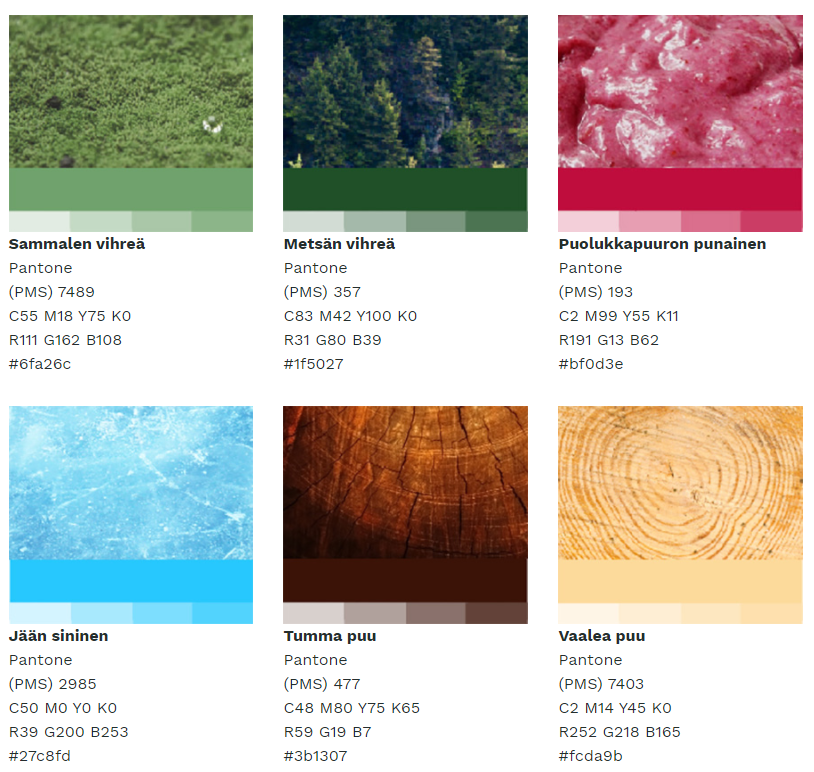 Sammalen vihreä
Pantone
(PMS) 7489
C55 M18 Y75 K0
R111 G162 B108
#6fa26c
Metsän vihreä
Pantone
(PMS) 357
C83 M42 Y100 K0
R31 G80 B39
#1f5027
Puolukkapuuron punainen
Pantone
(PMS) 193
C2 M99 Y55 K11
R191 G13 B62
#bf0d3e
Jään sininen
Pantone
(PMS) 2985
C50 M0 Y0 K0
R39 G200 B253
#27c8fd
Tumma puu
Pantone
(PMS) 477
C48 M80 Y75 K65
R59 G19 B7
#3b1307
Vaalea puu
Pantone
(PMS) 7403
C2 M14 Y45 K0
R252 G218 B165
#fcda9b